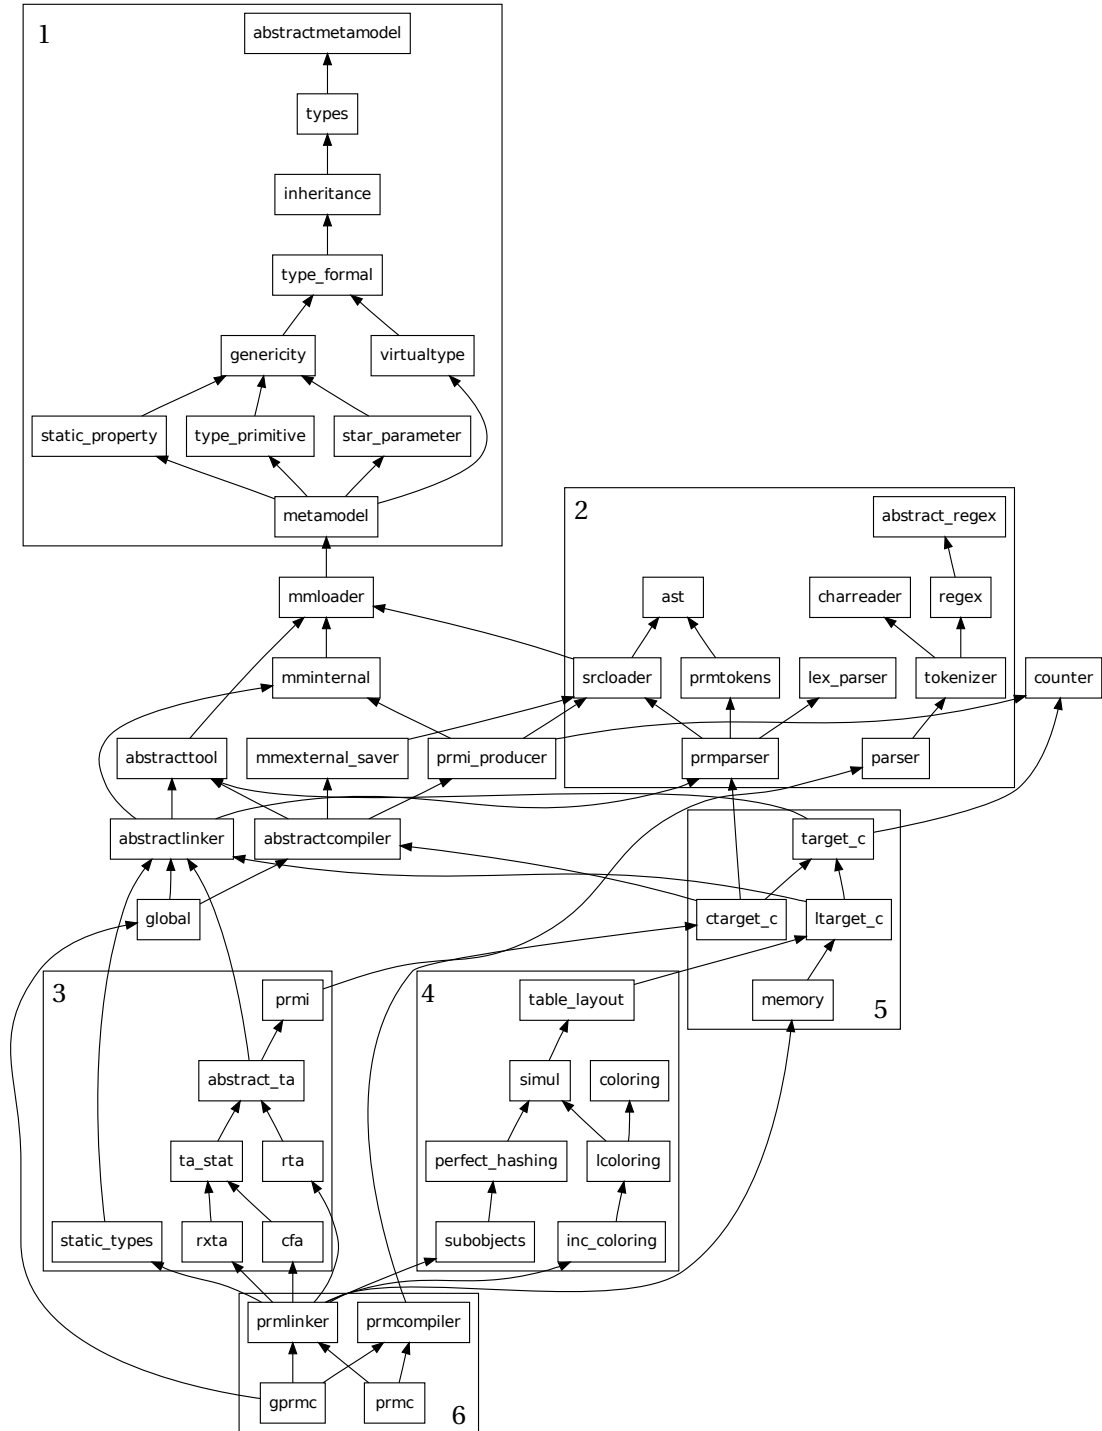 1
abstractmetamodel
types
inheritance
type_formal
genericity
virtualtype
static_property
type_primitive
star_parameter
metamodel
2
abstract_regex
mmloader
ast
charreader
regex
mminternal
srcloader
prmtokens
lex_parser
tokenizer
counter
abstracttool
mmexternal_saver
prmi_producer
prmparser
parser
abstractlinker
abstractcompiler
target_c
global
ctarget_c
ltarget_c
3
prmi
4
table_layout
memory
5
abstract_ta
simul
coloring
ta_stat
rta
perfect_hashing
lcoloring
static_types
rxta
cfa
subobjects
inc_coloring
prmlinker
prmcompiler
gprmc
prmc
6